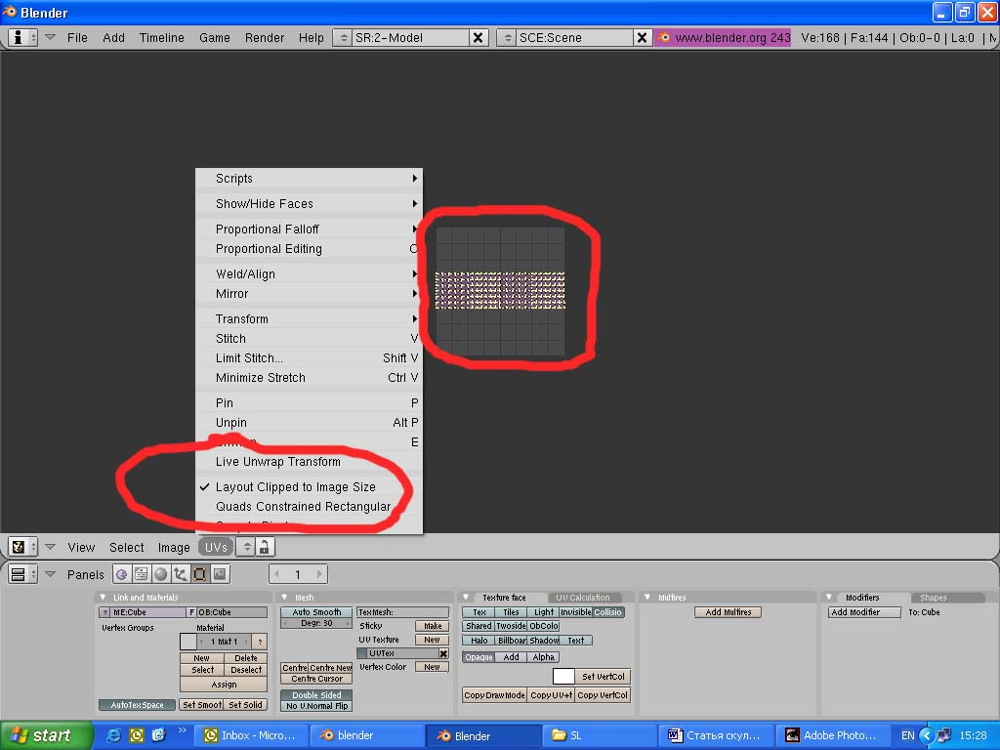 Blender
File Add Timeline Game Render Help SR:2-Model SCE:Scene www.blender.org 243 Ve:168 | Fa:144 | Ob:0-0 | La:0 |
Scripts
Show/Hide Faces
Proportional Falloff
Proportional Editing O
Weld/Align
Mirror
Transform
Stitch V
Limit Stitch... Shift V
Minimize Stretch Ctrl V
Pin P
Unpin Alt P
E
Live Unwrap Transform
Layout Clipped to Image Size
Quads Constrained Rectangular
View Select Image UVs
Panels 1
Link and Materials
ME:Cube F OB:Cube
Vertex Groups Material
1 Mat 1 ?
New Delete
Select Deselect
Assign
AutoTexSpace Set Smoot Set Solid
Mesh
Auto Smooth TexMesh:
Degr: 30 Sticky Make
UV Texture New
UVTex
Centre Centre New Vertex Color New
Centre Cursor
Double Sided
No V.Normal Flip
Texture face UV Calculation
Tex Tiles Light Invisible Collisio
Shared Twoside ObColo
Halo Billboar Shadow Text
Opaque Add Alpha
Set VertCol
Copy DrawMode Copy UV+t Copy VertCol
Multires
Add Multires
Modifiers Shapes
Add Modifier To: Cube
start Inbox - Micro... blender Blender SL Статья скул... Adobe Photo... EN 15:28